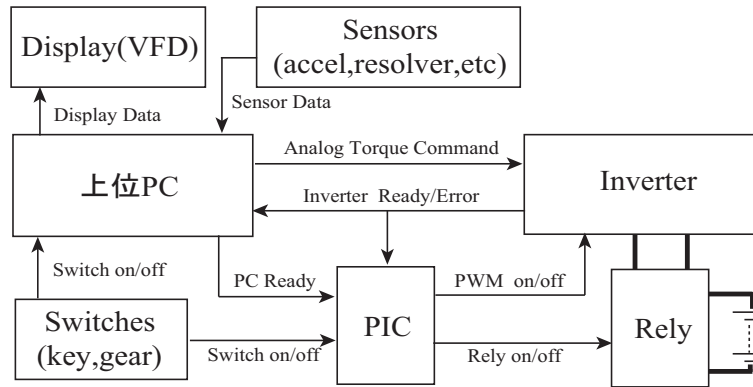 Display(VFD)
Sensors
(accel,resolver,etc)
Display Data
Sensor Data
上位PC
Analog Torque Command
Inverter
Inverter Ready/Error
Switch on/off
PC Ready
PIC
PWM on/off
Rely
Switches
(key,gear)
Switch on/off
Rely on/off